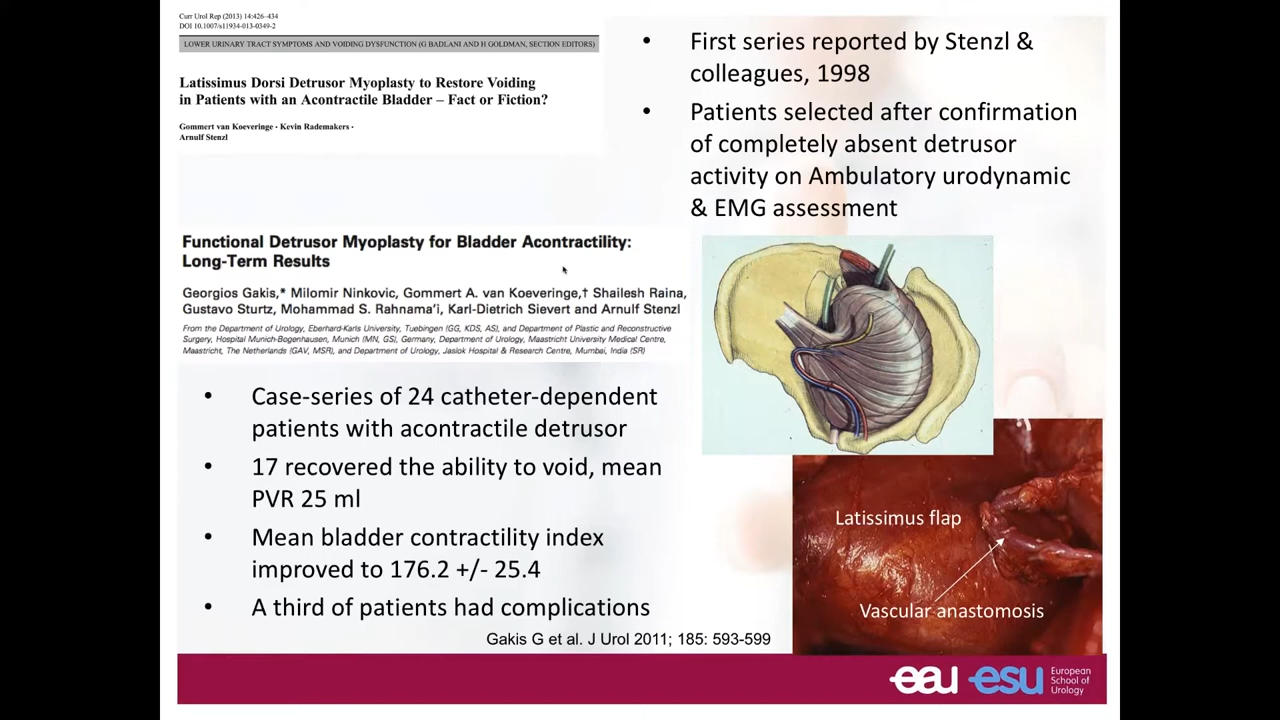 Curr Urol Rep (2013) 14:426–434
DOI 10.1007/s11934-013-0349-2
LOWER URINARY TRACT SYMPTOMS AND VOIDING DYSFUNCTION (G BADLANI AND H GOLDMAN, SECTION EDITORS)
Latissimus Dorsi Detrusor Myoplasty to Restore Voiding
in Patients with an Acontractile Bladder – Fact or Fiction?
Gommert van Koeveringe · Kevin Rademakers ·
Arnulf Stenzl
• First series reported by Stenzl &
colleagues, 1998
• Patients selected after confirmation
of completely absent detrusor
activity on Ambulatory urodynamic
& EMG assessment
Functional Detrusor Myoplasty for Bladder Acontractility:
Long-Term Results
Georgios Gakis,* Milomir Ninkovic, Gommert A. van Koeveringe,† Shailesh Raina,
Gustavo Sturtz, Mohammad S. Rahnama'i, Karl-Dietrich Sievert and Arnulf Stenzl
From the Department of Urology, Eberhard-Karls University, Tuebingen (GG, KDS, AS), and Department of Plastic and Reconstructive
Surgery, Hospital Munich-Bogenhausen, Munich (MN, GS), Germany, Department of Urology, Maastricht University Medical Centre,
Maastricht, The Netherlands (GAV, MSR), and Department of Urology, Jaslok Hospital & Research Centre, Mumbai, India (SR)
• Case-series of 24 catheter-dependent
patients with acontractile detrusor
• 17 recovered the ability to void, mean
PVR 25 ml
• Mean bladder contractility index
improved to 176.2 +/- 25.4
• A third of patients had complications
Gakis G et al. J Urol 2011; 185: 593-599
Latissimus flap
Vascular anastomosis
eau esu European
School of
Urology